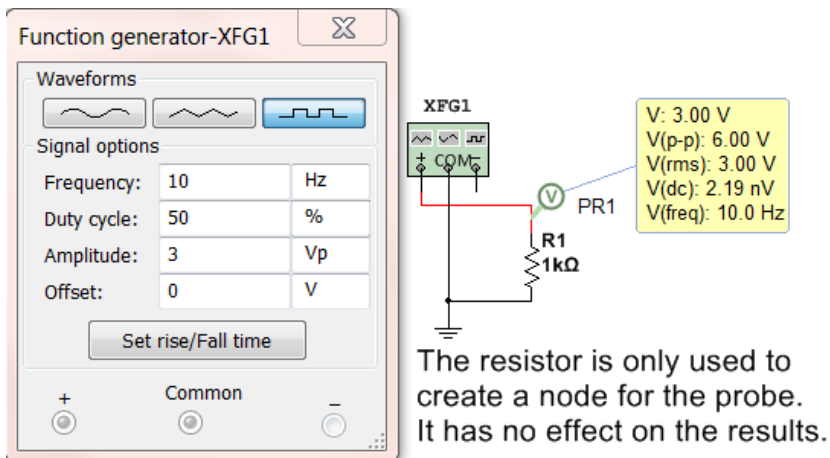 Function generator-XFG1
Waveforms
Signal options
Frequency: 10 Hz
Duty cycle: 50 %
Amplitude: 3 Vp
Offset: 0 V
Set rise/Fall time
+ Common -
XFG1
+ COM -
V: 3.00 V
V(p-p): 6.00 V
V(rms): 3.00 V
V(dc): 2.19 nV
V(freq): 10.0 Hz
V
PR1
R1
1kΩ
The resistor is only used to
create a node for the probe.
It has no effect on the results.